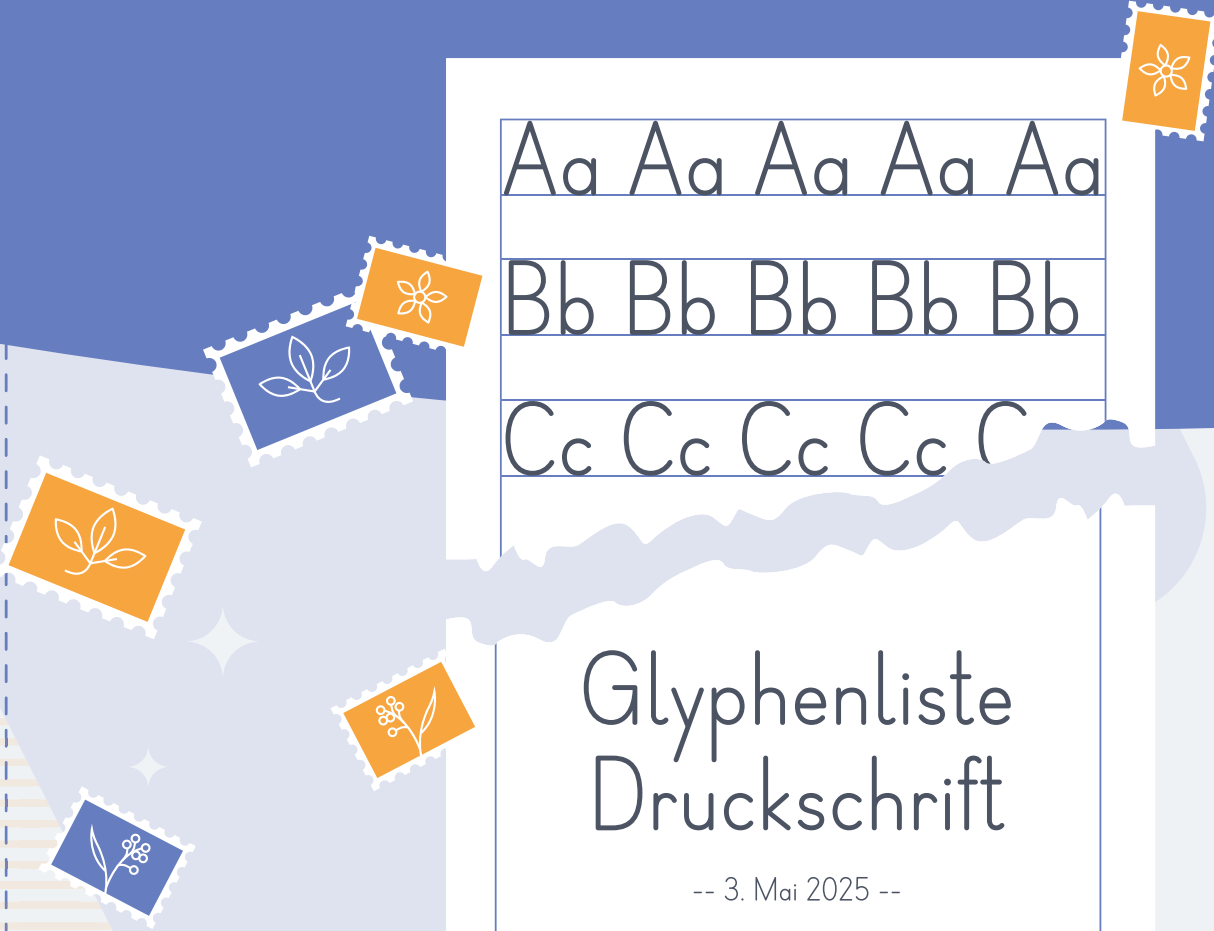 Aa Aa Aa Aa Aa
Bb Bb Bb Bb Bb
Cc Cc Cc Cc C
Glyphenliste
Druckschrift
-- 3. Mai 2025 --